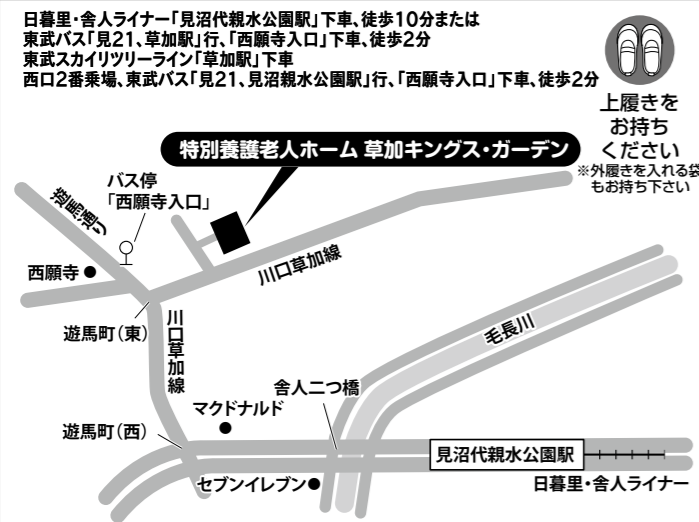 日暮里・舎人ライナー「見沼代親水公園駅」下車、徒歩10分または
東武バス「見21、草加駅」行、「西願寺入口」下車、徒歩2分
東武スカイリツリーライン「草加駅」下車
西口2番乗場、東武バス「見21、見沼親水公園駅」行、「西願寺入口」下車、徒歩2分
上履きを
お持ち
ください
※外履きを入れる袋
もお持ち下さい
特別養護老人ホーム 草加キングス・ガーデン
バス停
「西願寺入口」
遊馬通り
西願寺
川口草加線
遊馬町(東)
川口草加線
毛長川
舎人二つ橋
マクドナルド
遊馬町(西)
見沼代親水公園駅
セブンイレブン
日暮里・舎人ライナー